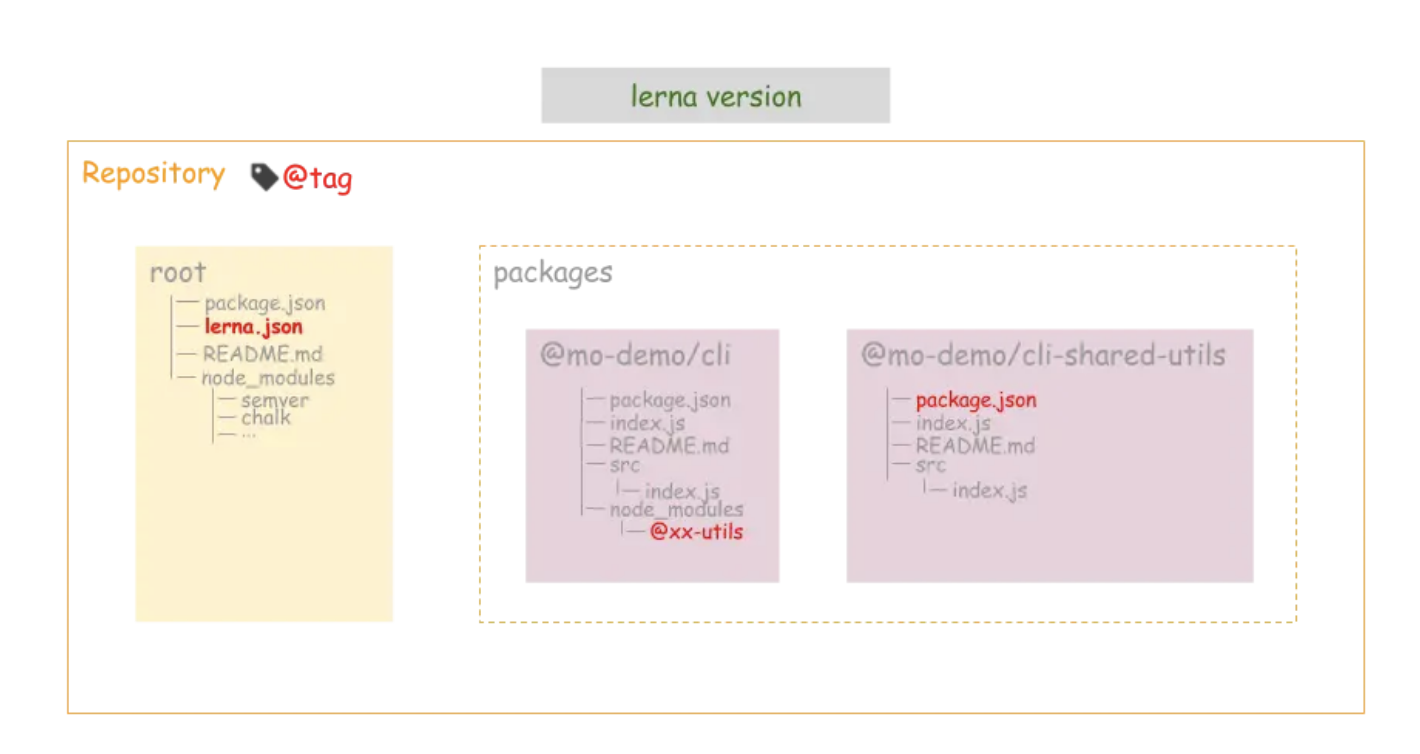 lerna version
Repository @tag
root
package.json
lerna.json
README.md
node_modules
semver
chalk
...
packages
@mo-demo/cli
package.json
index.js
README.md
src
index.js
node_modules
@xx-utils
@mo-demo/cli-shared-utils
package.json
index.js
README.md
src
index.js